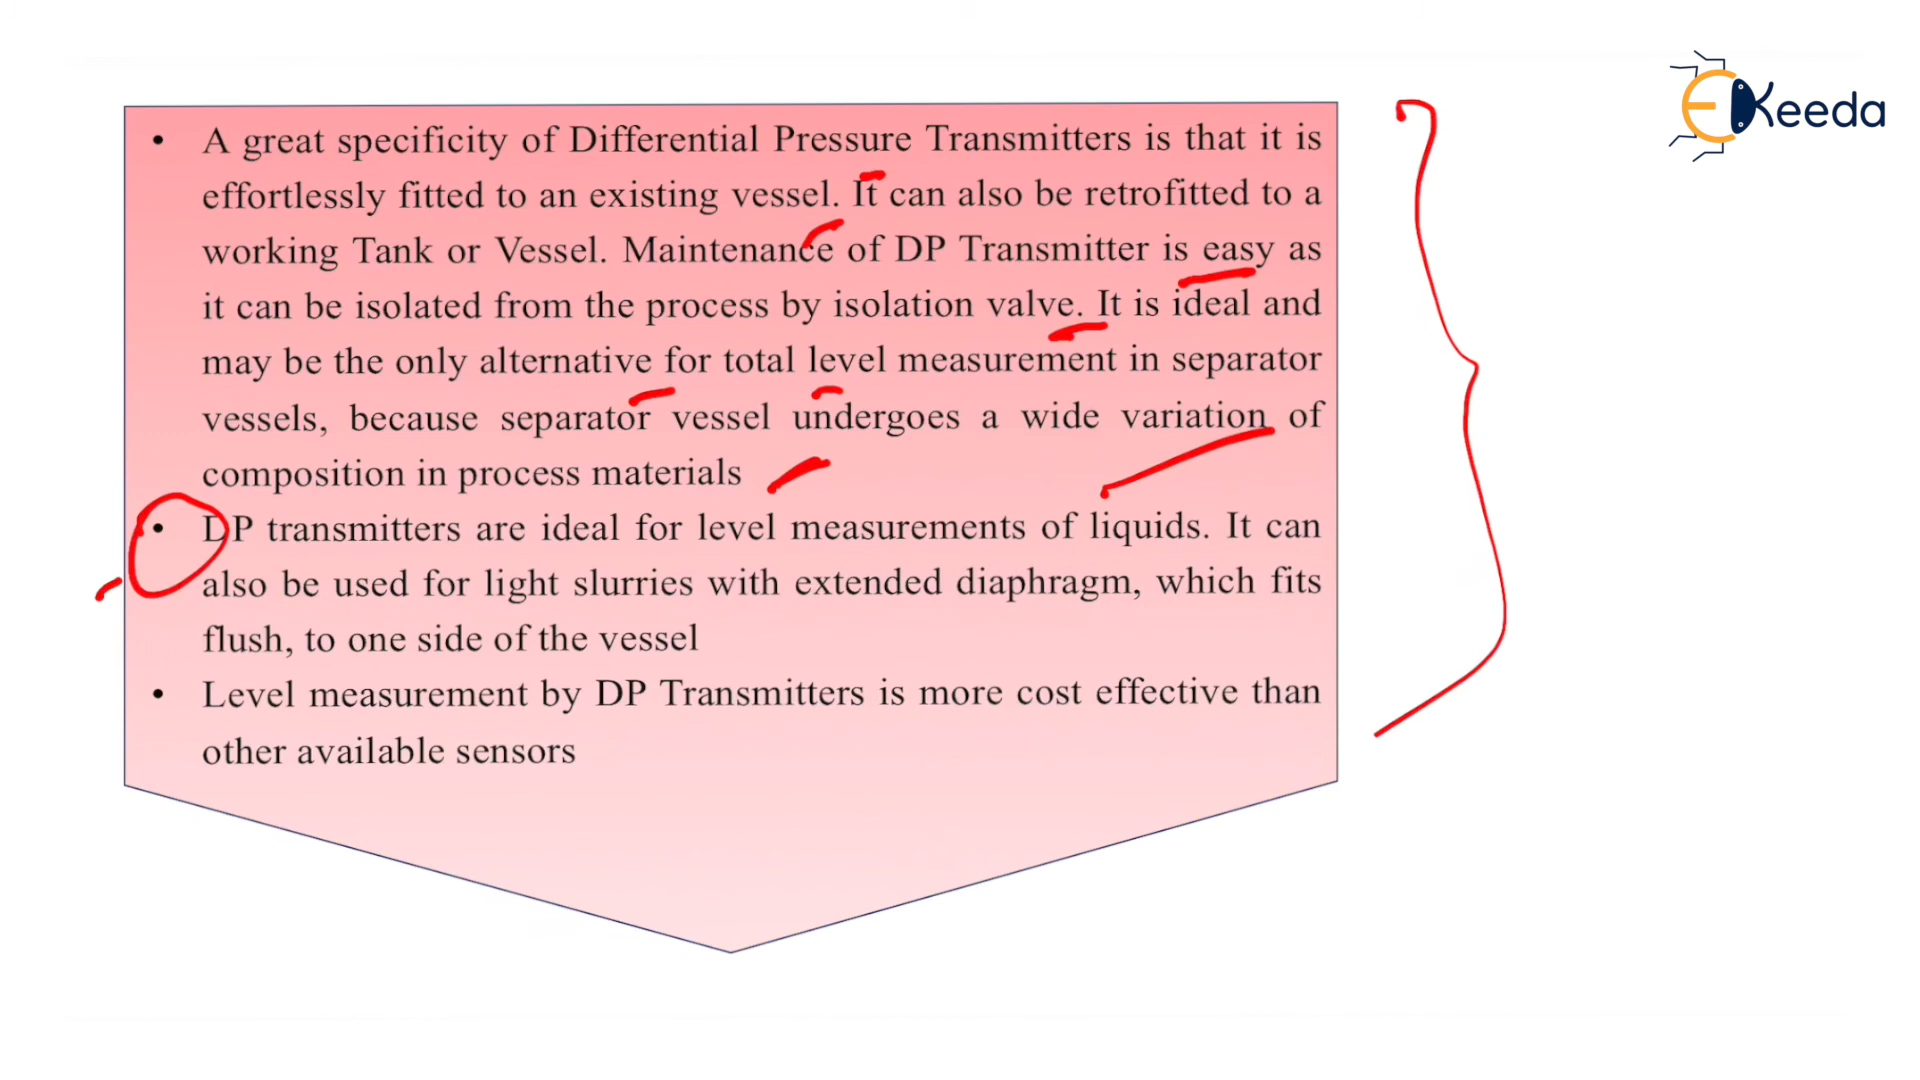 • A great specificity of Differential Pressure Transmitters is that it is
effortlessly fitted to an existing vessel. It can also be retrofitted to a
working Tank or Vessel. Maintenance of DP Transmitter is easy as
it can be isolated from the process by isolation valve. It is ideal and
may be the only alternative for total level measurement in separator
vessels, because separator vessel undergoes a wide variation of
composition in process materials
• DP transmitters are ideal for level measurements of liquids. It can
also be used for light slurries with extended diaphragm, which fits
flush, to one side of the vessel
• Level measurement by DP Transmitters is more cost effective than
other available sensors
EKeeda